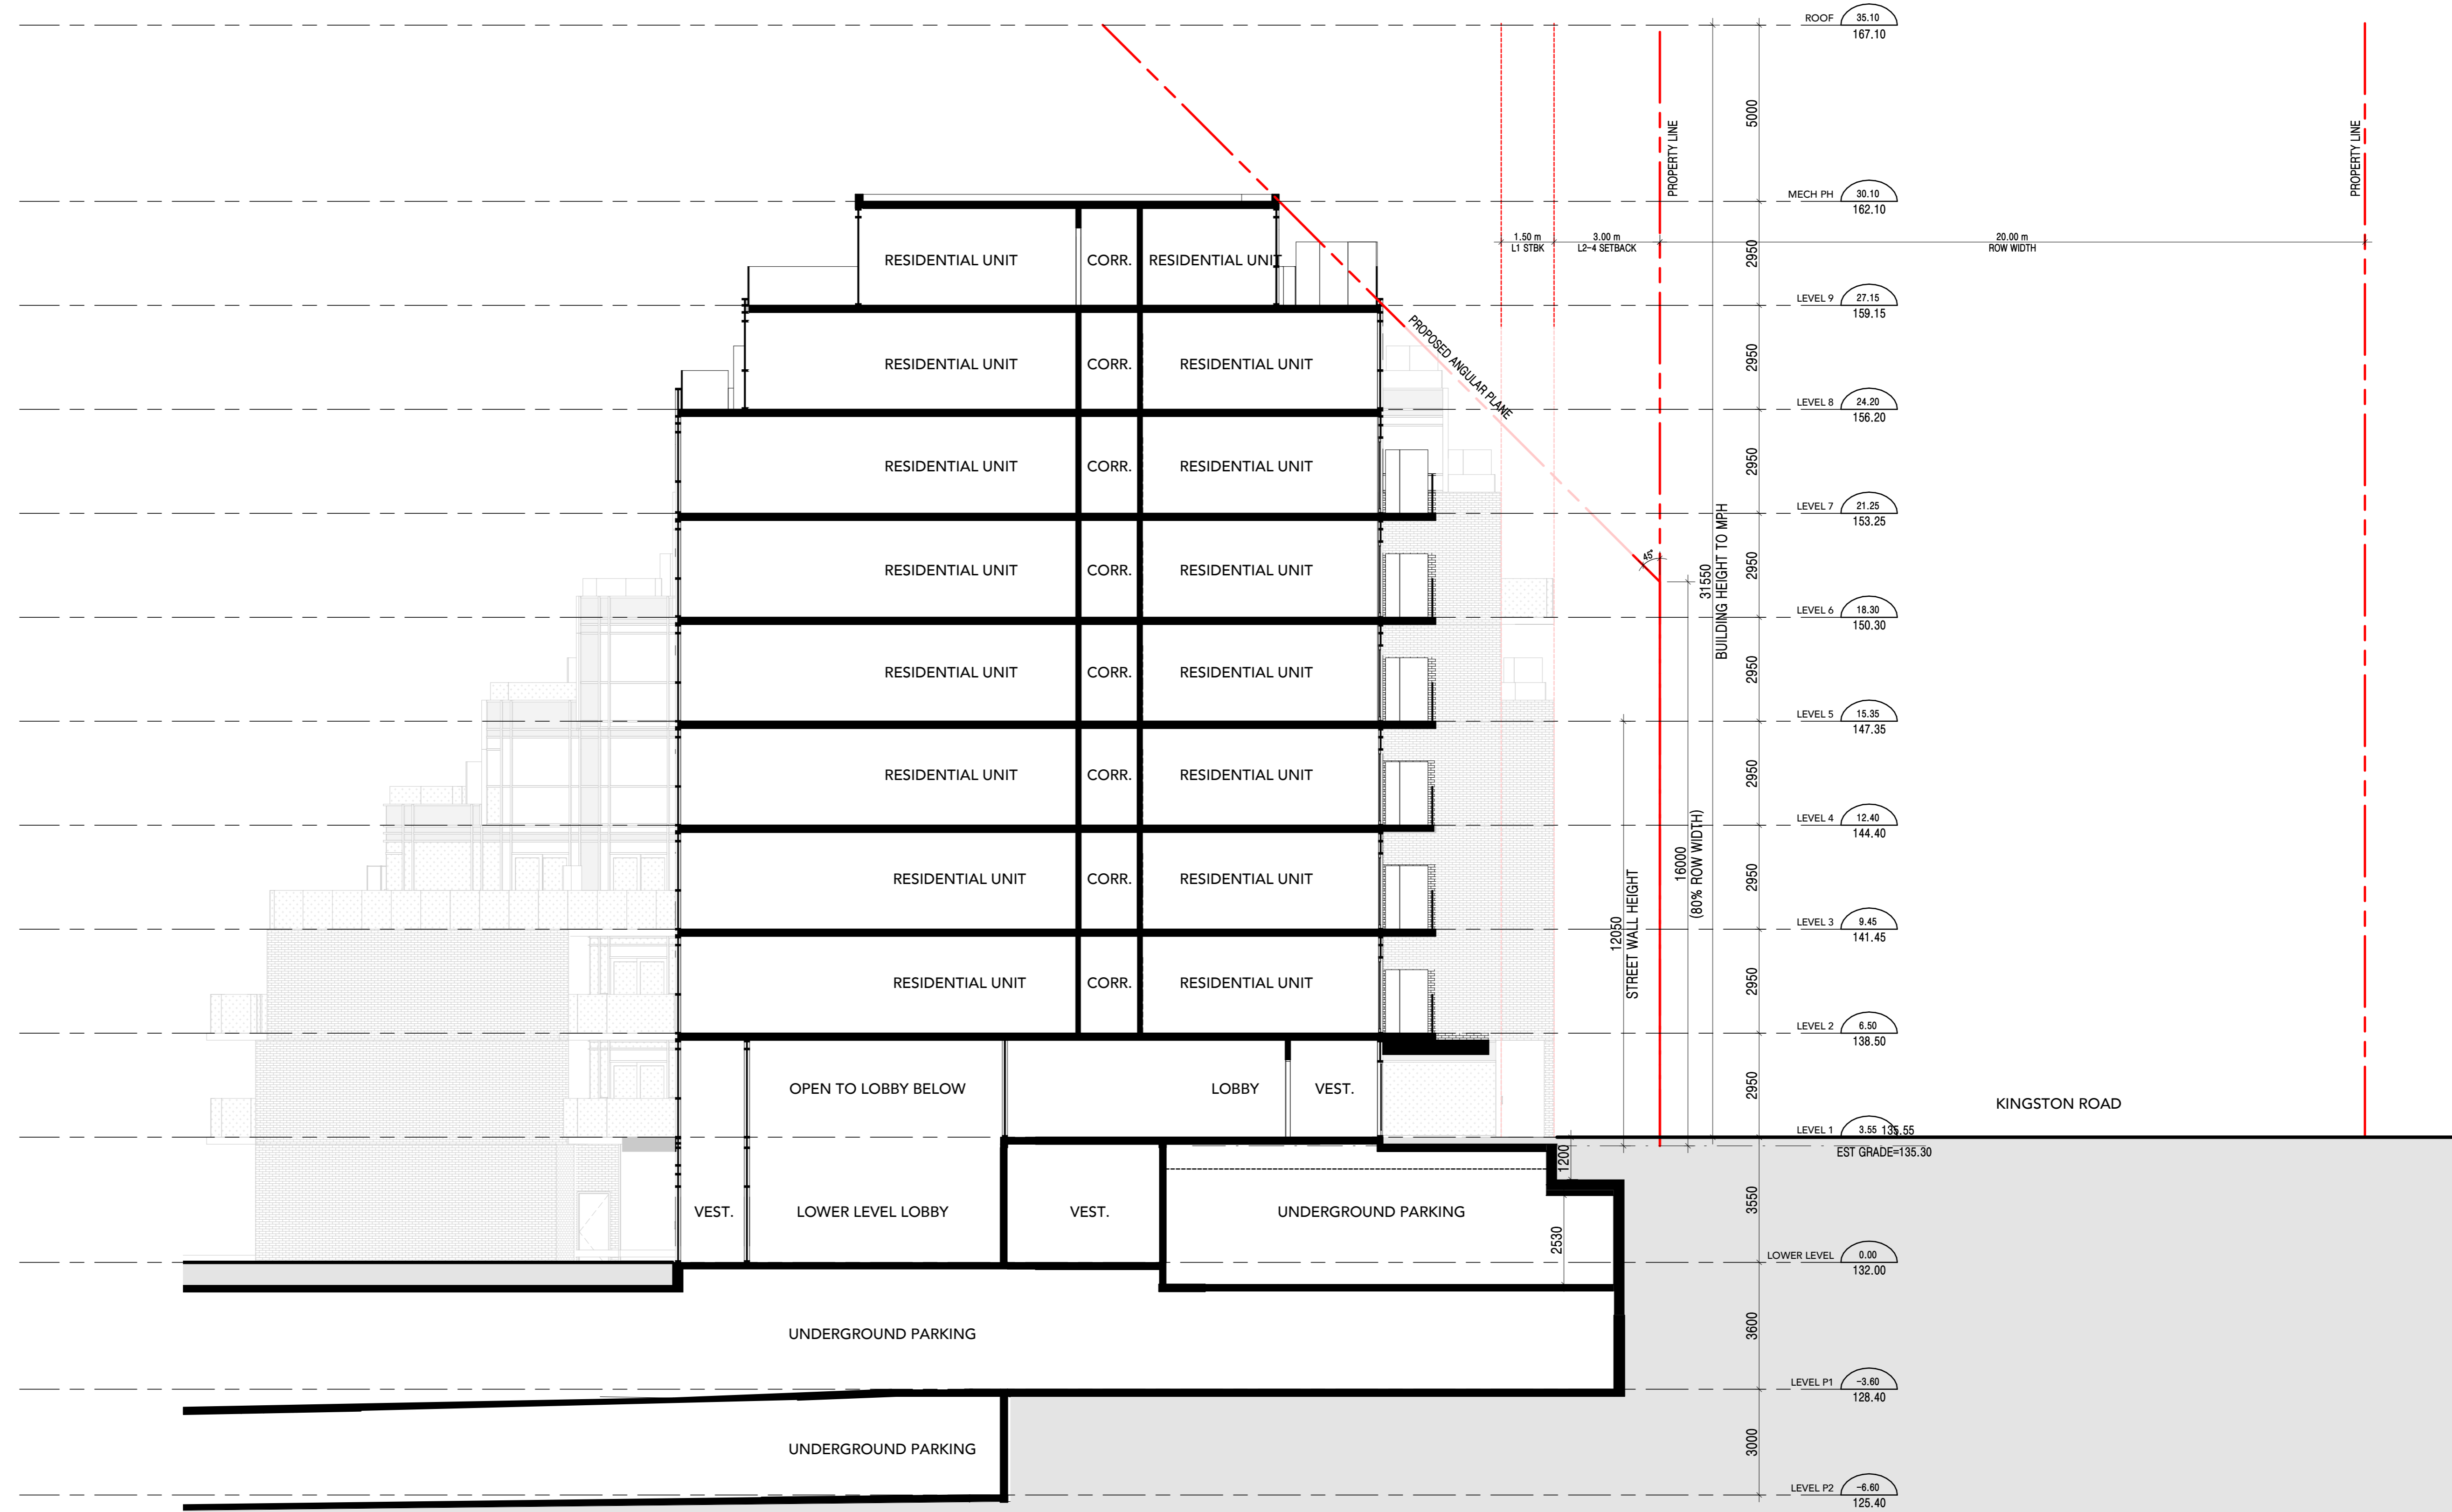 ROOF 35.10
167.10
5000
PROPERTY LINE
PROPERTY LINE
MECH PH 30.10
162.10
1.50 m
L1 STBK
3.00 m
L2-4 SETBACK
20.00 m
ROW WIDTH
2950
RESIDENTIAL UNIT CORR. RESIDENTIAL UNIT
LEVEL 9 27.15
159.15
PROPOSED ANGULAR PLANE
2950
RESIDENTIAL UNIT CORR. RESIDENTIAL UNIT
LEVEL 8 24.20
156.20
2950
RESIDENTIAL UNIT CORR. RESIDENTIAL UNIT
LEVEL 7 21.25
153.25
45°
31550
BUILDING HEIGHT TO MPH
2950
RESIDENTIAL UNIT CORR. RESIDENTIAL UNIT
LEVEL 6 18.30
150.30
2950
RESIDENTIAL UNIT CORR. RESIDENTIAL UNIT
LEVEL 5 15.35
147.35
2950
RESIDENTIAL UNIT CORR. RESIDENTIAL UNIT
LEVEL 4 12.40
144.40
16000
(80% ROW WIDTH)
2950
RESIDENTIAL UNIT CORR. RESIDENTIAL UNIT
12050
STREET WALL HEIGHT
LEVEL 3 9.45
141.45
2950
RESIDENTIAL UNIT CORR. RESIDENTIAL UNIT
LEVEL 2 6.50
138.50
2950
OPEN TO LOBBY BELOW LOBBY VEST.
KINGSTON ROAD
LEVEL 1 3.55 135.55
EST GRADE=135.30
1200
3550
VEST. LOWER LEVEL LOBBY VEST. UNDERGROUND PARKING
2530
LOWER LEVEL 0.00
132.00
3600
UNDERGROUND PARKING
LEVEL P1 -3.60
128.40
3000
UNDERGROUND PARKING
LEVEL P2 -6.60
125.40